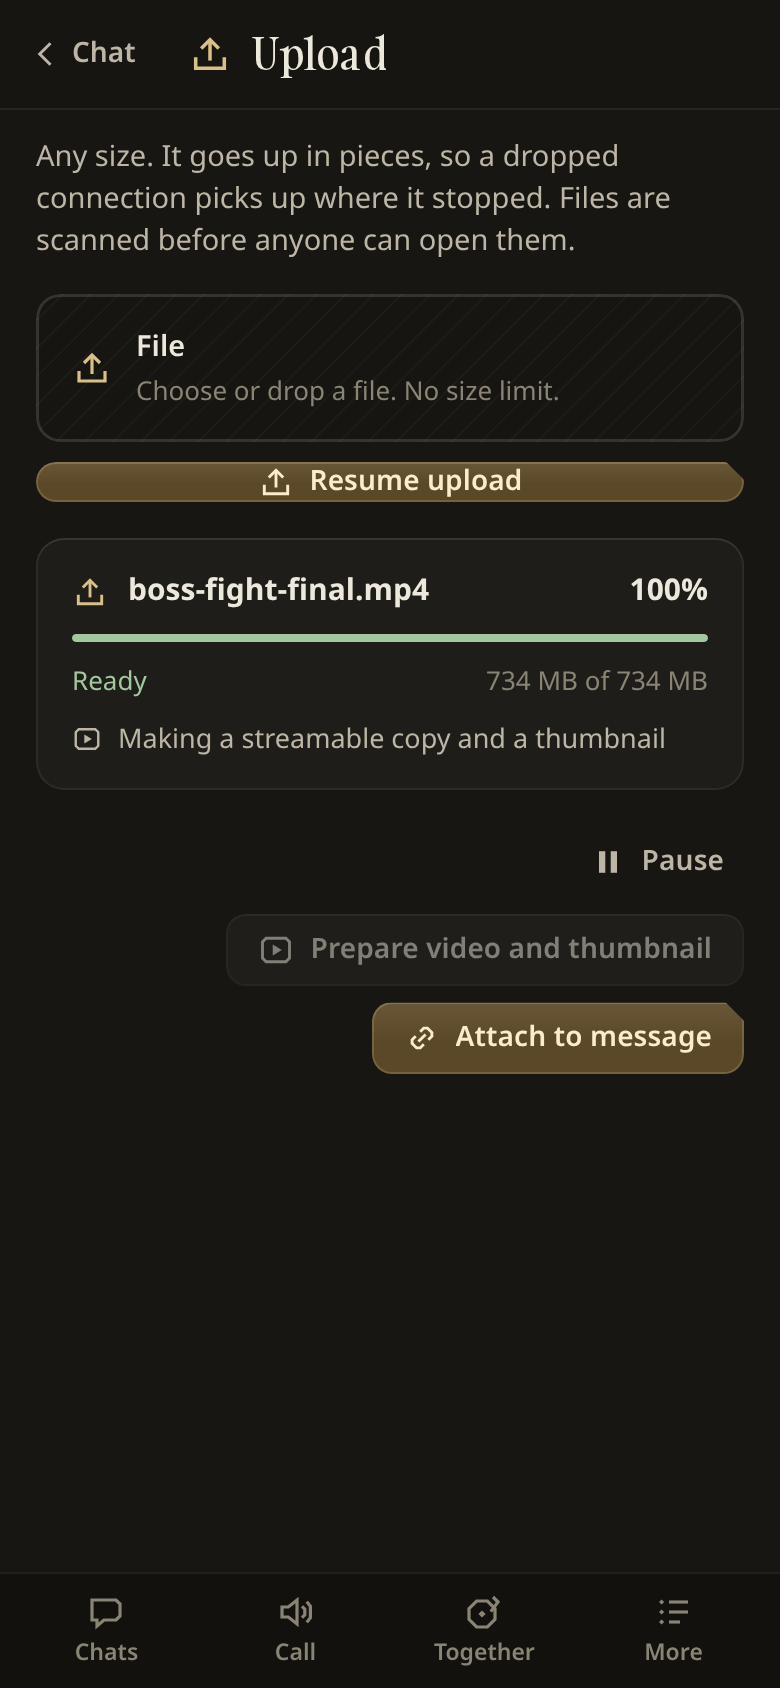 Chat
Upload
Any size. It goes up in pieces, so a dropped
connection picks up where it stopped. Files are
scanned before anyone can open them.
File
Choose or drop a file. No size limit.
Resume upload
boss-fight-final.mp4 100%
Ready 734 MB of 734 MB
Making a streamable copy and a thumbnail
Pause
Prepare video and thumbnail
Attach to message
Chats Call Together More